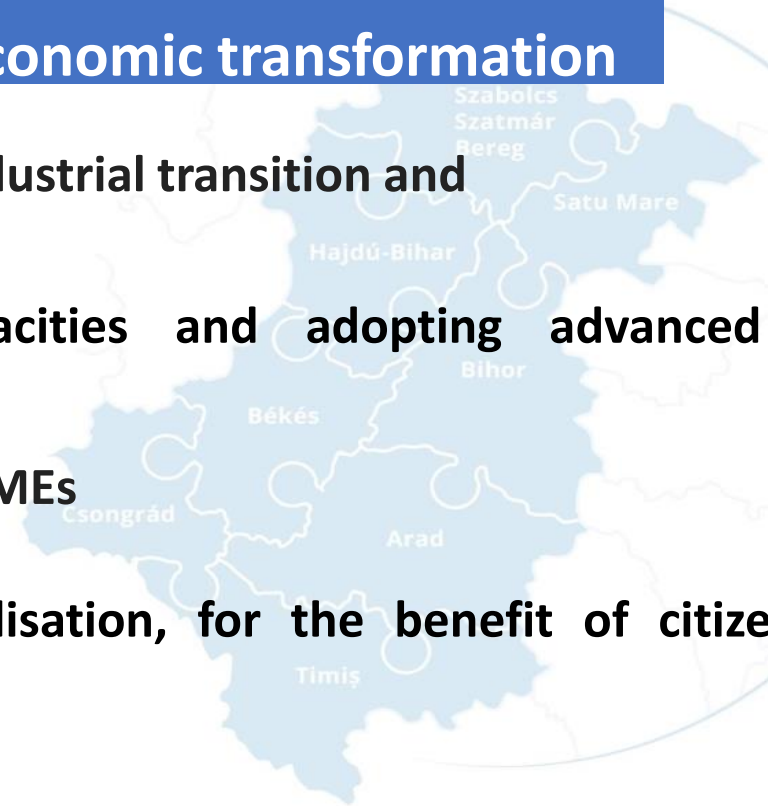 conomic transformation
Szabolcs
Szatmár
Bereg
dustrial transition and
Satu Mare
Hajdú-Bihar
acities and adopting advanced
Bihor
Békés
MEs
Csongrád
Arad
lisation, for the benefit of citize
Timiș